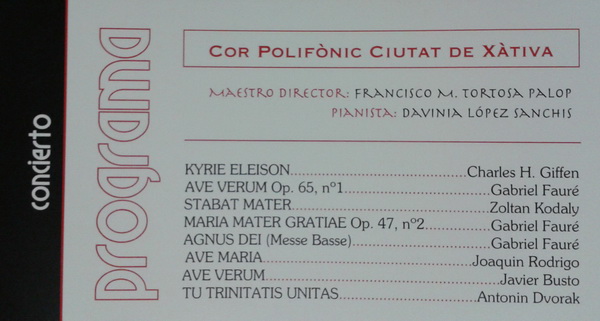 concierto
programa
COR POLIFÒNIC CIUTAT DE XÀTIVA
MAESTRO DIRECTOR: FRANCISCO M. TORTOSA PALOP
PIANISTA: DAVINIA LÓPEZ SANCHIS
KYRIE ELEISON................................................Charles H. Giffen
AVE VERUM Op. 65, nº1........................................Gabriel Fauré
STABAT MATER................................................Zoltan Kodaly
MARIA MATER GRATIAE Op. 47, nº2..................Gabriel Fauré
AGNUS DEI (Messe Basse)....................................Gabriel Fauré
AVE MARIA....................................................Joaquin Rodrigo
AVE VERUM......................................................Javier Busto
TU TRINITATIS UNITAS....................................Antonin Dvorak